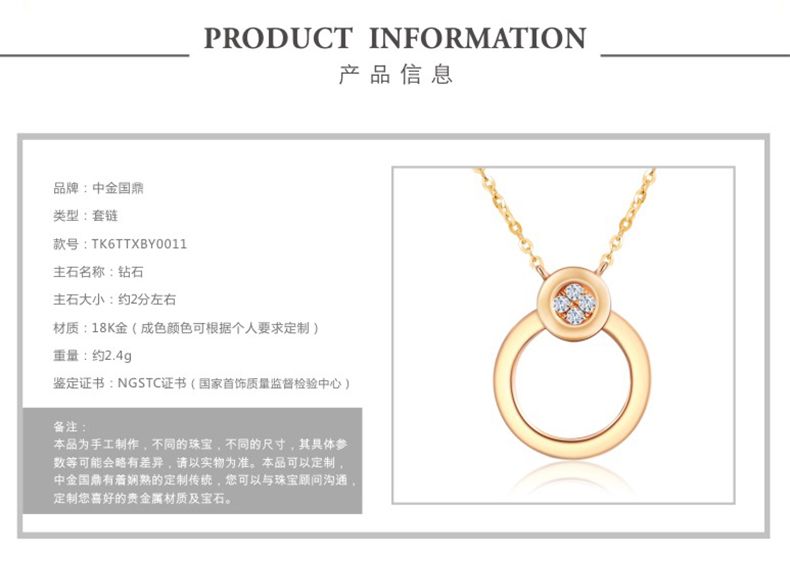 PRODUCT INFORMATION
产品信息
品牌：中金国鼎
类型：套链
款号：TK6TTXBY0011
主石名称：钻石
主石大小：约2分左右
材质：18K金（成色颜色可根据个人要求定制）
重量：约2.4g
鉴定证书：NGSTC证书（国家首饰质量监督检验中心）
备注：
本品为手工制作，不同的珠宝，不同的尺寸，其具体参
数等可能会略有差异，请以实物为准。本品可以定制，
中金国鼎有着娴熟的定制传统，您可以与珠宝顾问沟通，
定制您喜好的贵金属材质及宝石。